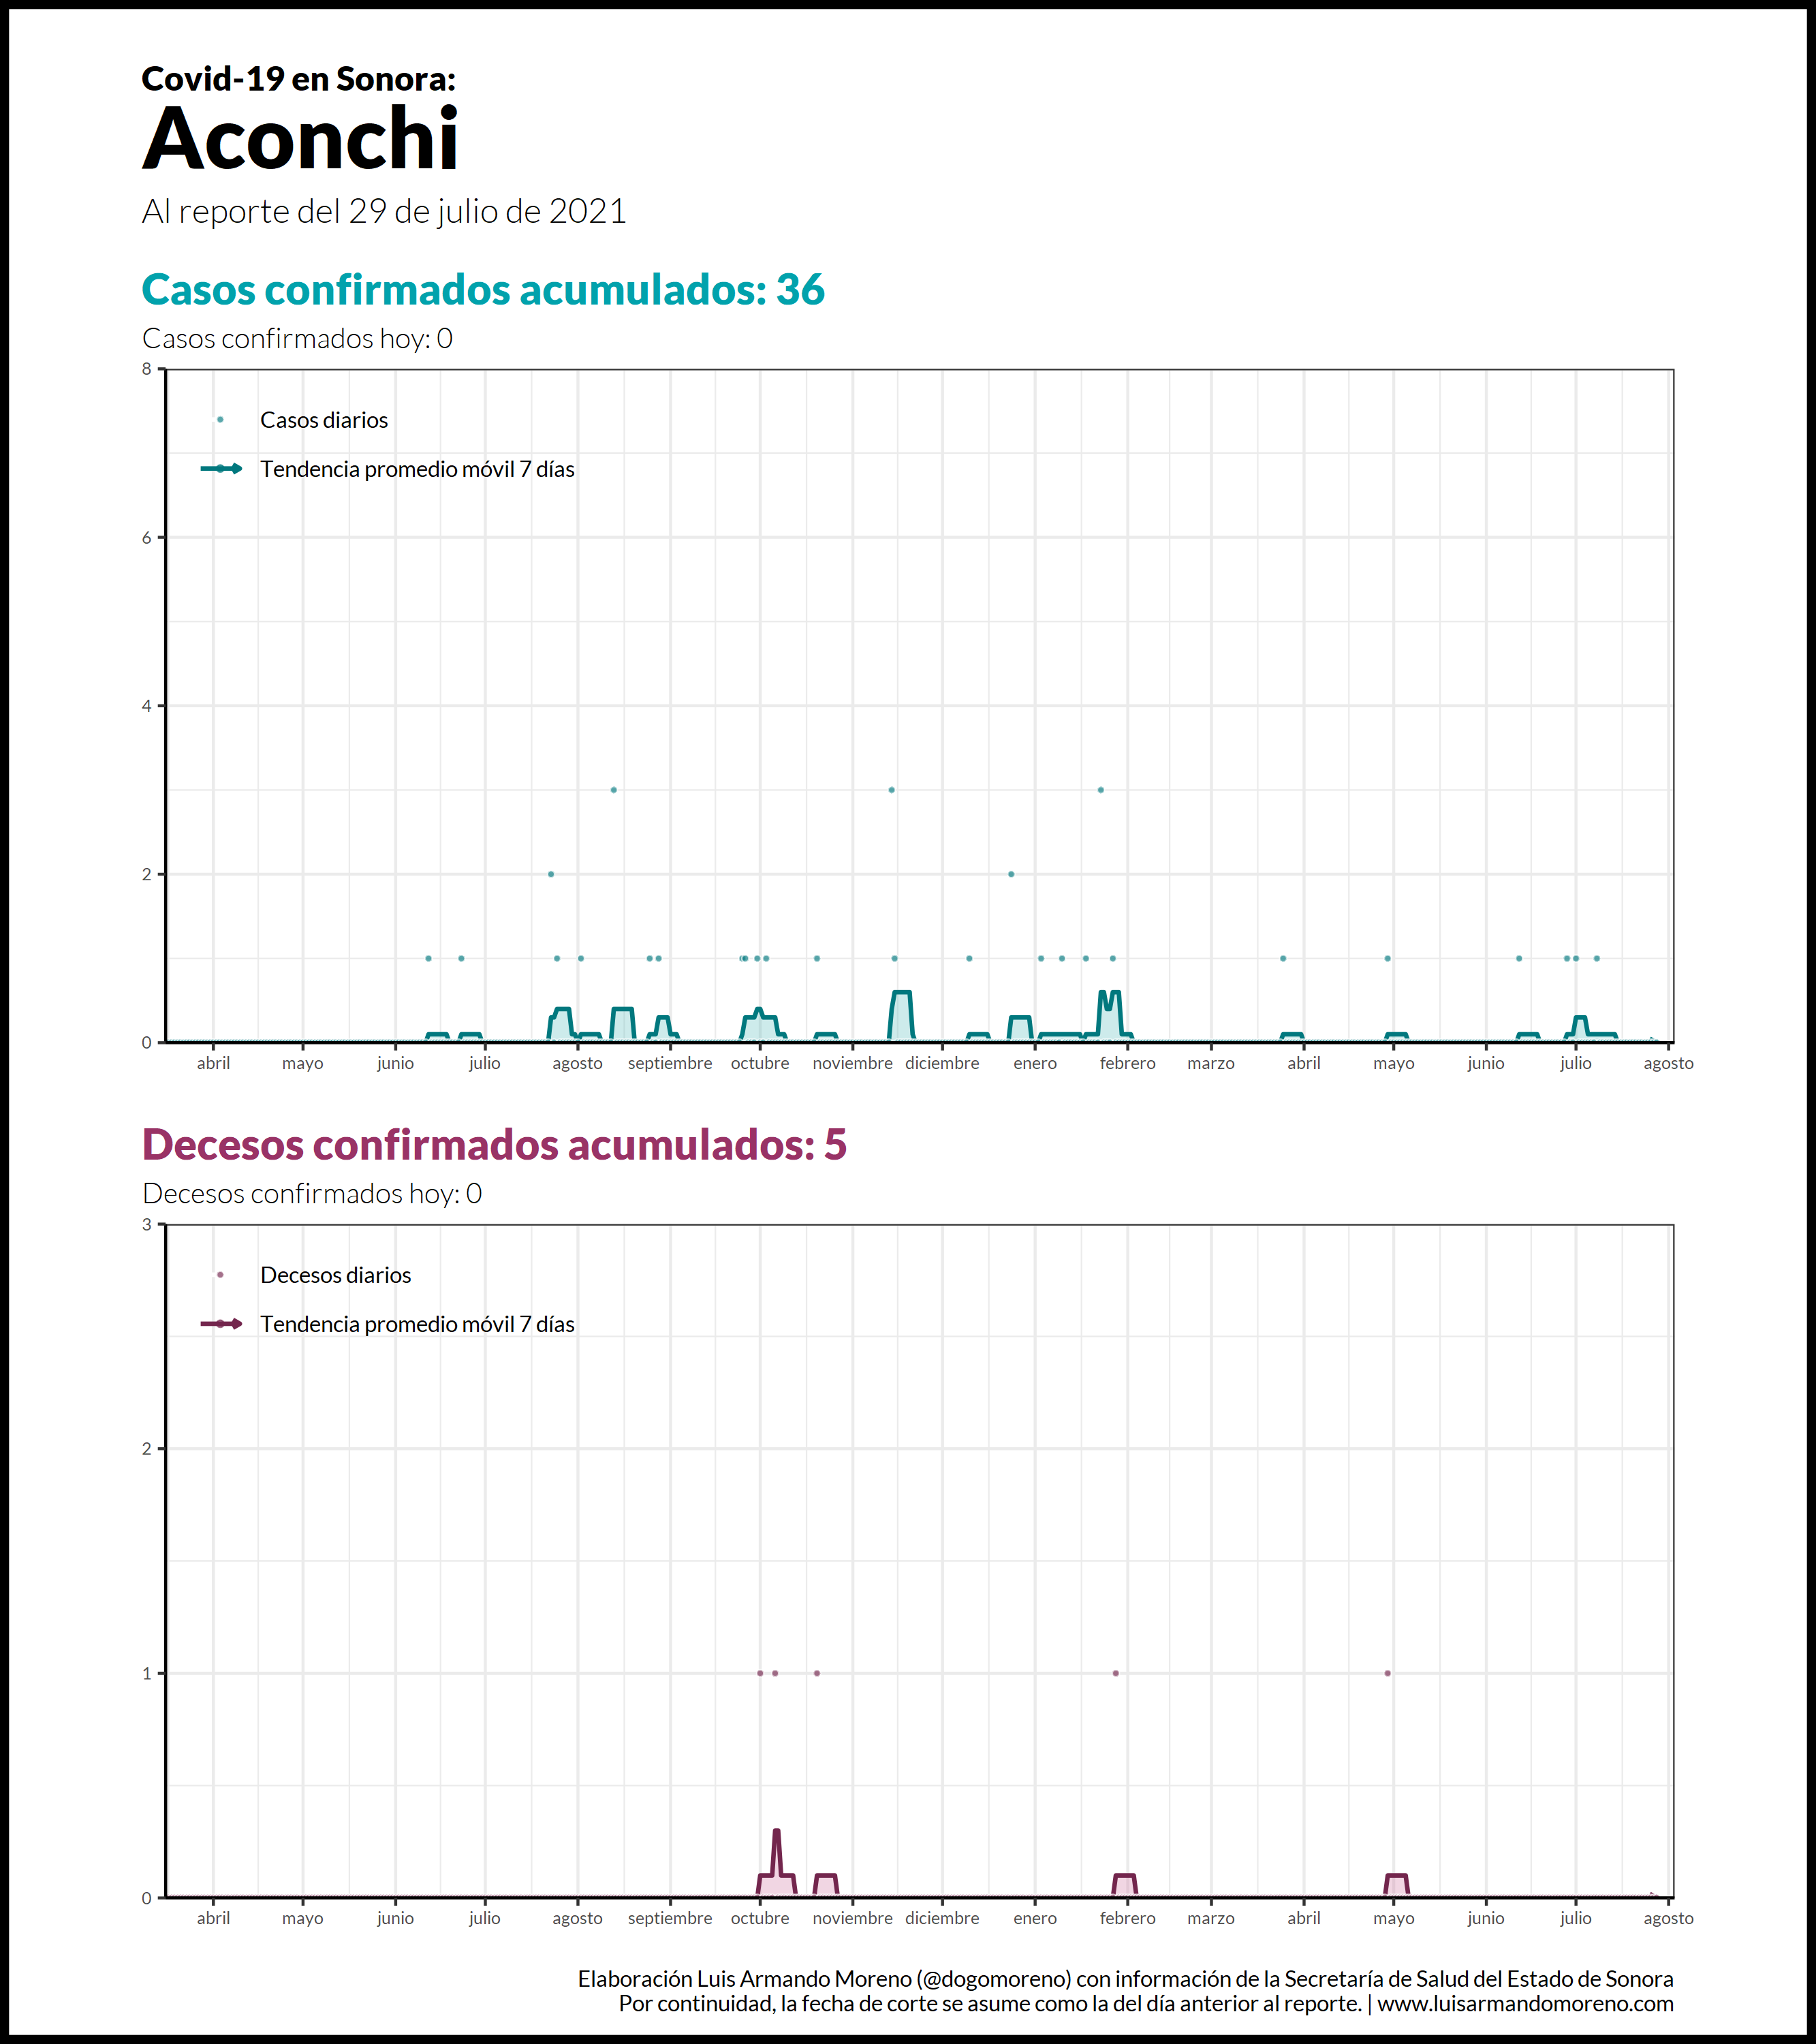 Covid-19 en Sonora:
Aconchi
Al reporte del 29 de julio de 2021
Casos confirmados acumulados: 36
Casos confirmados hoy: 0
8
Casos diarios
Tendencia promedio móvil 7 días
6
4
2
0
abril mayo junio julio agosto septiembre octubre noviembre diciembre enero febrero marzo abril mayo junio julio agosto
Decesos confirmados acumulados: 5
Decesos confirmados hoy: 0
3
Decesos diarios
Tendencia promedio móvil 7 días
2
1
0
abril mayo junio julio agosto septiembre octubre noviembre diciembre enero febrero marzo abril mayo junio julio agosto
Elaboración Luis Armando Moreno (@dogomoreno) con información de la Secretaría de Salud del Estado de Sonora
Por continuidad, la fecha de corte se asume como la del día anterior al reporte. | www.luisarmandomoreno.com